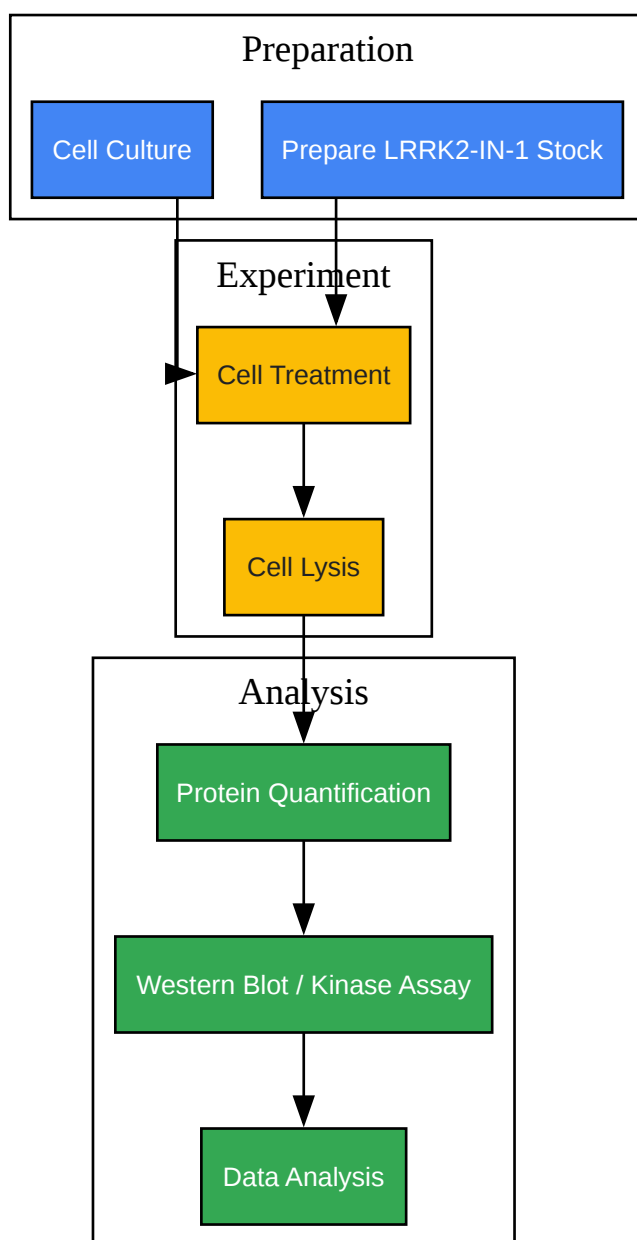 Preparation
Cell Culture
Prepare LRRK2-IN-1 Stock
Experiment
Cell Treatment
Cell Lysis
Analysis
Protein Quantification
Western Blot / Kinase Assay
Data Analysis